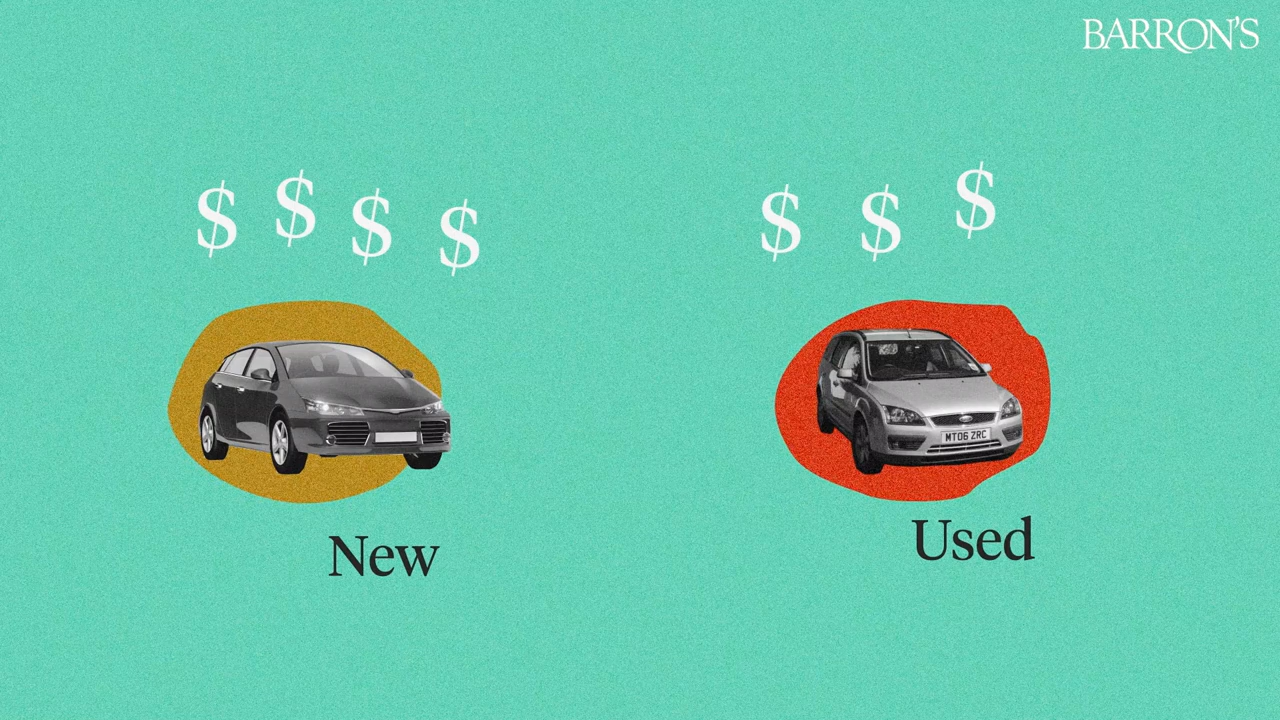 BARRON'S
$ $ $ $
$ $ $
MT06 ZRC
New
Used